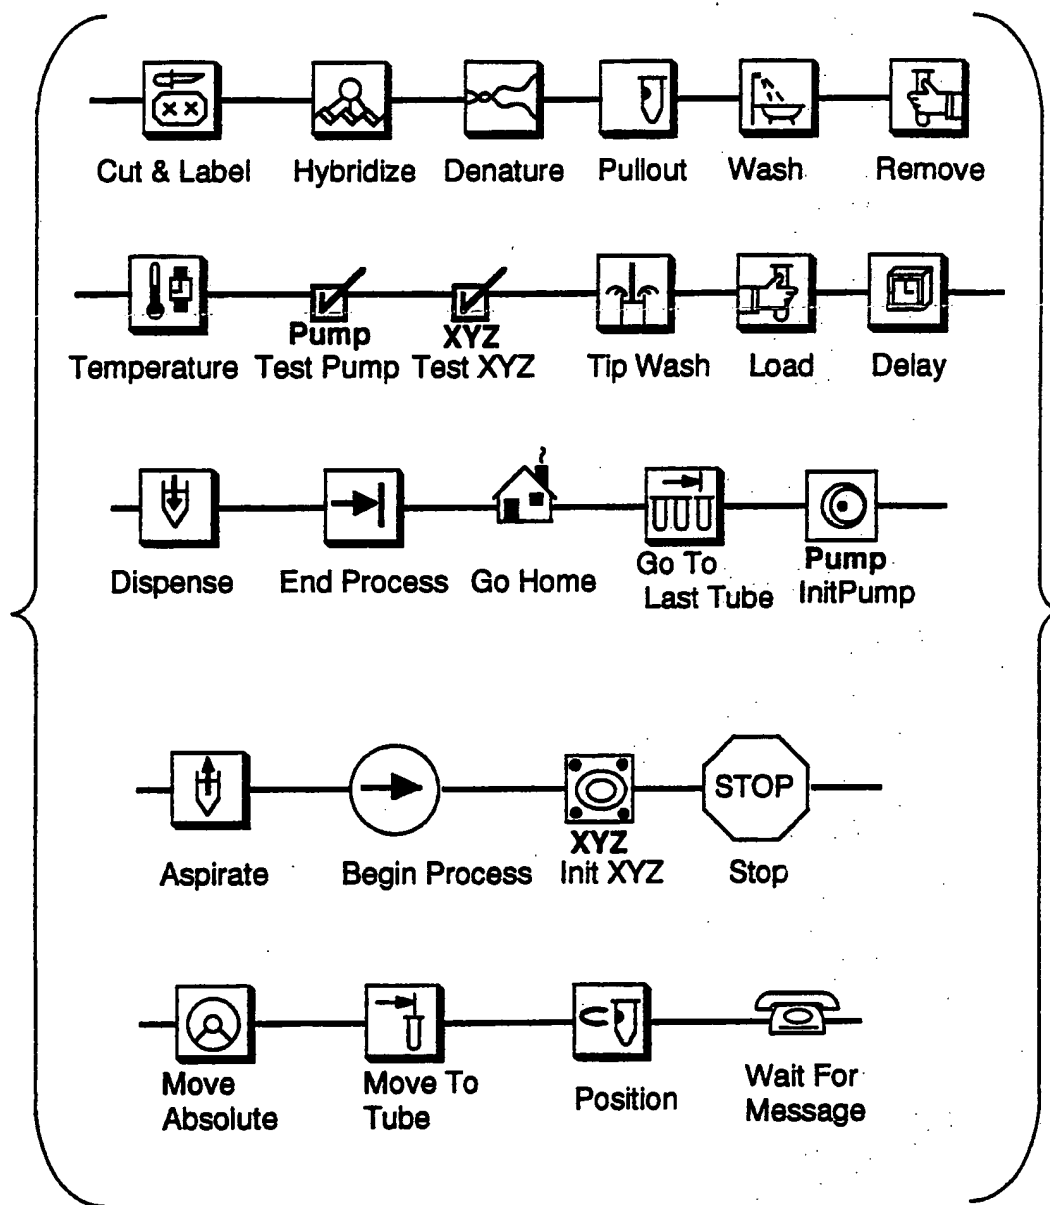 Cut & Label Hybridize Denature Pullout Wash Remove
Pump XYZ
Temperature Test Pump Test XYZ Tip Wash Load Delay
Dispense End Process Go Home Go To Last Tube Pump InitPump
STOP
XYZ
Aspirate Begin Process Init XYZ Stop
Move Absolute Move To Tube Position Wait For Message